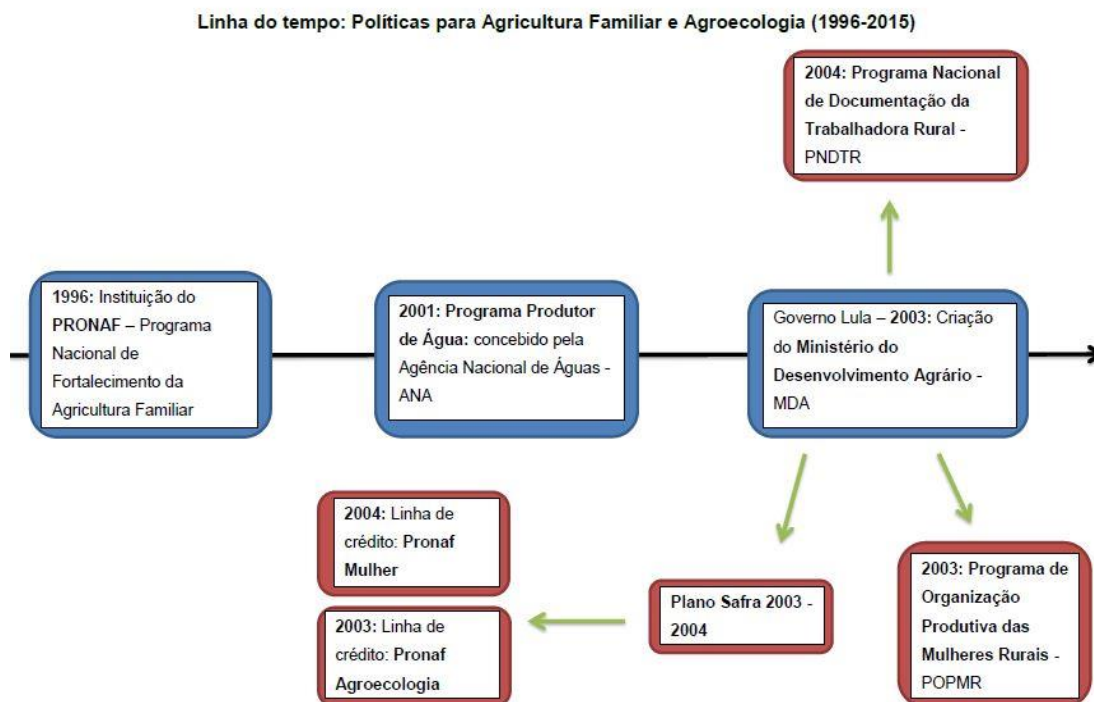 Linha do tempo: Políticas para Agricultura Familiar e Agroecologia (1996-2015)
2004: Programa Nacional
de Documentação da
Trabalhadora Rural -
PNDTR
1996: Instituição do
PRONAF – Programa
Nacional de
Fortalecimento da
Agricultura Familiar
2001: Programa Produtor
de Água: concebido pela
Agência Nacional de Águas -
ANA
Governo Lula – 2003: Criação
do Ministério do
Desenvolvimento Agrário -
MDA
2004: Linha de
crédito: Pronaf
Mulher
2003: Linha de
crédito: Pronaf
Agroecologia
Plano Safra 2003 -
2004
2003: Programa de
Organização
Produtiva das
Mulheres Rurais -
POPMR